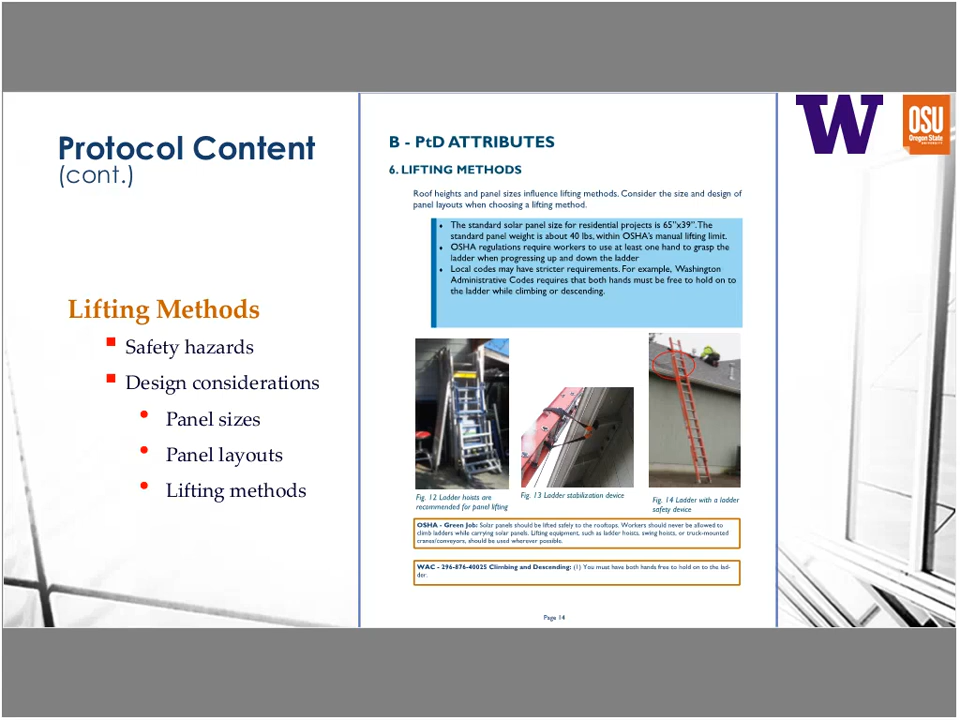 Protocol Content
(cont.)
Lifting Methods
Safety hazards
Design considerations
Panel sizes
Panel layouts
Lifting methods
B - PtD ATTRIBUTES
6. LIFTING METHODS
Roof heights and panel sizes influence lifting methods. Consider the size and design of
panel layouts when choosing a lifting method.
The standard solar panel size for residential projects is 65"x39". The
standard panel weight is about 40 lbs, within OSHA's manual lifting limit.
OSHA regulations require workers to use at least one hand to grasp the
ladder when progressing up and down the ladder
Local codes may have stricter requirements. For example, Washington
Administrative Codes requires that both hands must be free to hold on to
the ladder while climbing or descending.
Fig. 12 Ladder hoists are
recommended for panel lifting
Fig. 13 Ladder stabilization device
Fig. 14 Ladder with a ladder
safety device
OSHA - Green Job: Solar panels should be lifted safely to the rooftops. Workers should never be allowed to
climb ladders while carrying solar panels. Lifting equipment, such as ladder hoists, swing hoists, or truck-mounted
cranes/conveyors, should be used wherever possible.
WAC - 296-876-40025 Climbing and Descending: (1) You must have both hands free to hold on to the lad-
der.
Page 14
W
OSU
Oregon State
UNIVERSITY